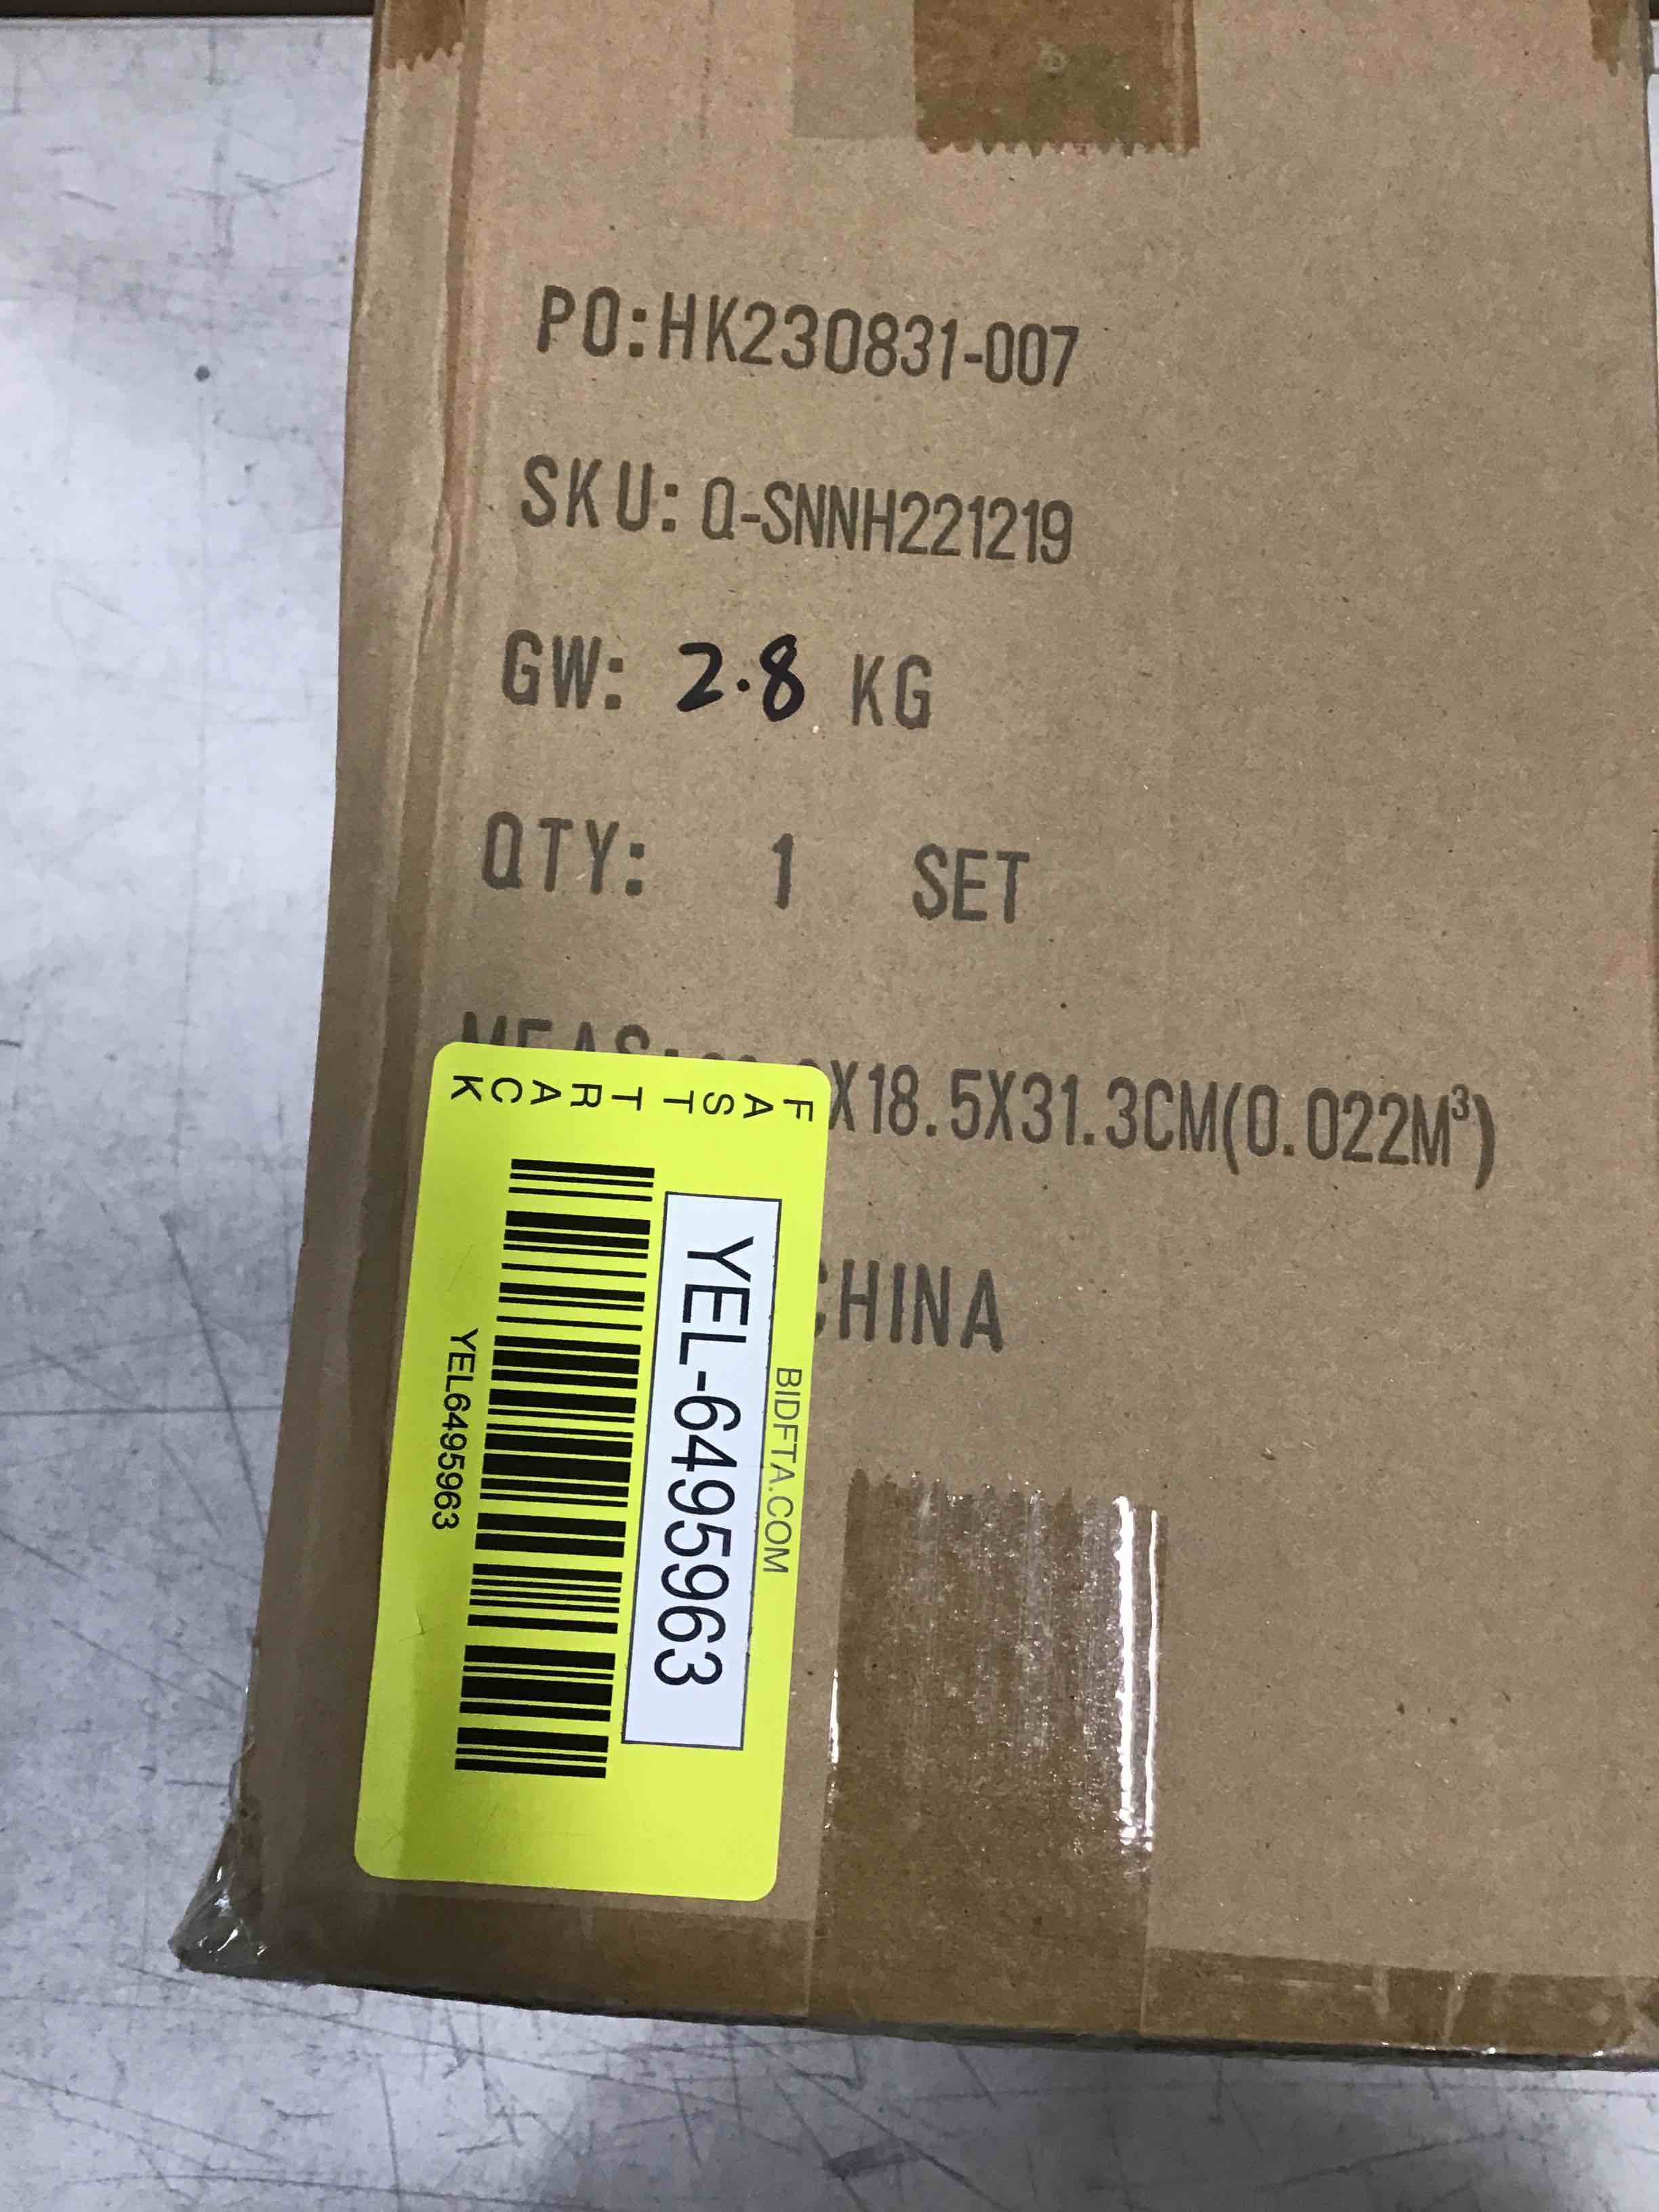 PO:HK230831-007
SKU: Q-SNNH221219
GW: 2.8 KG
QTY: 1 SET
MEAS: X18.5X31.3CM(0.022M³)
CHINA
FAST TRACK
BIDFTA.COM
YEL-6495963
YEL6495963